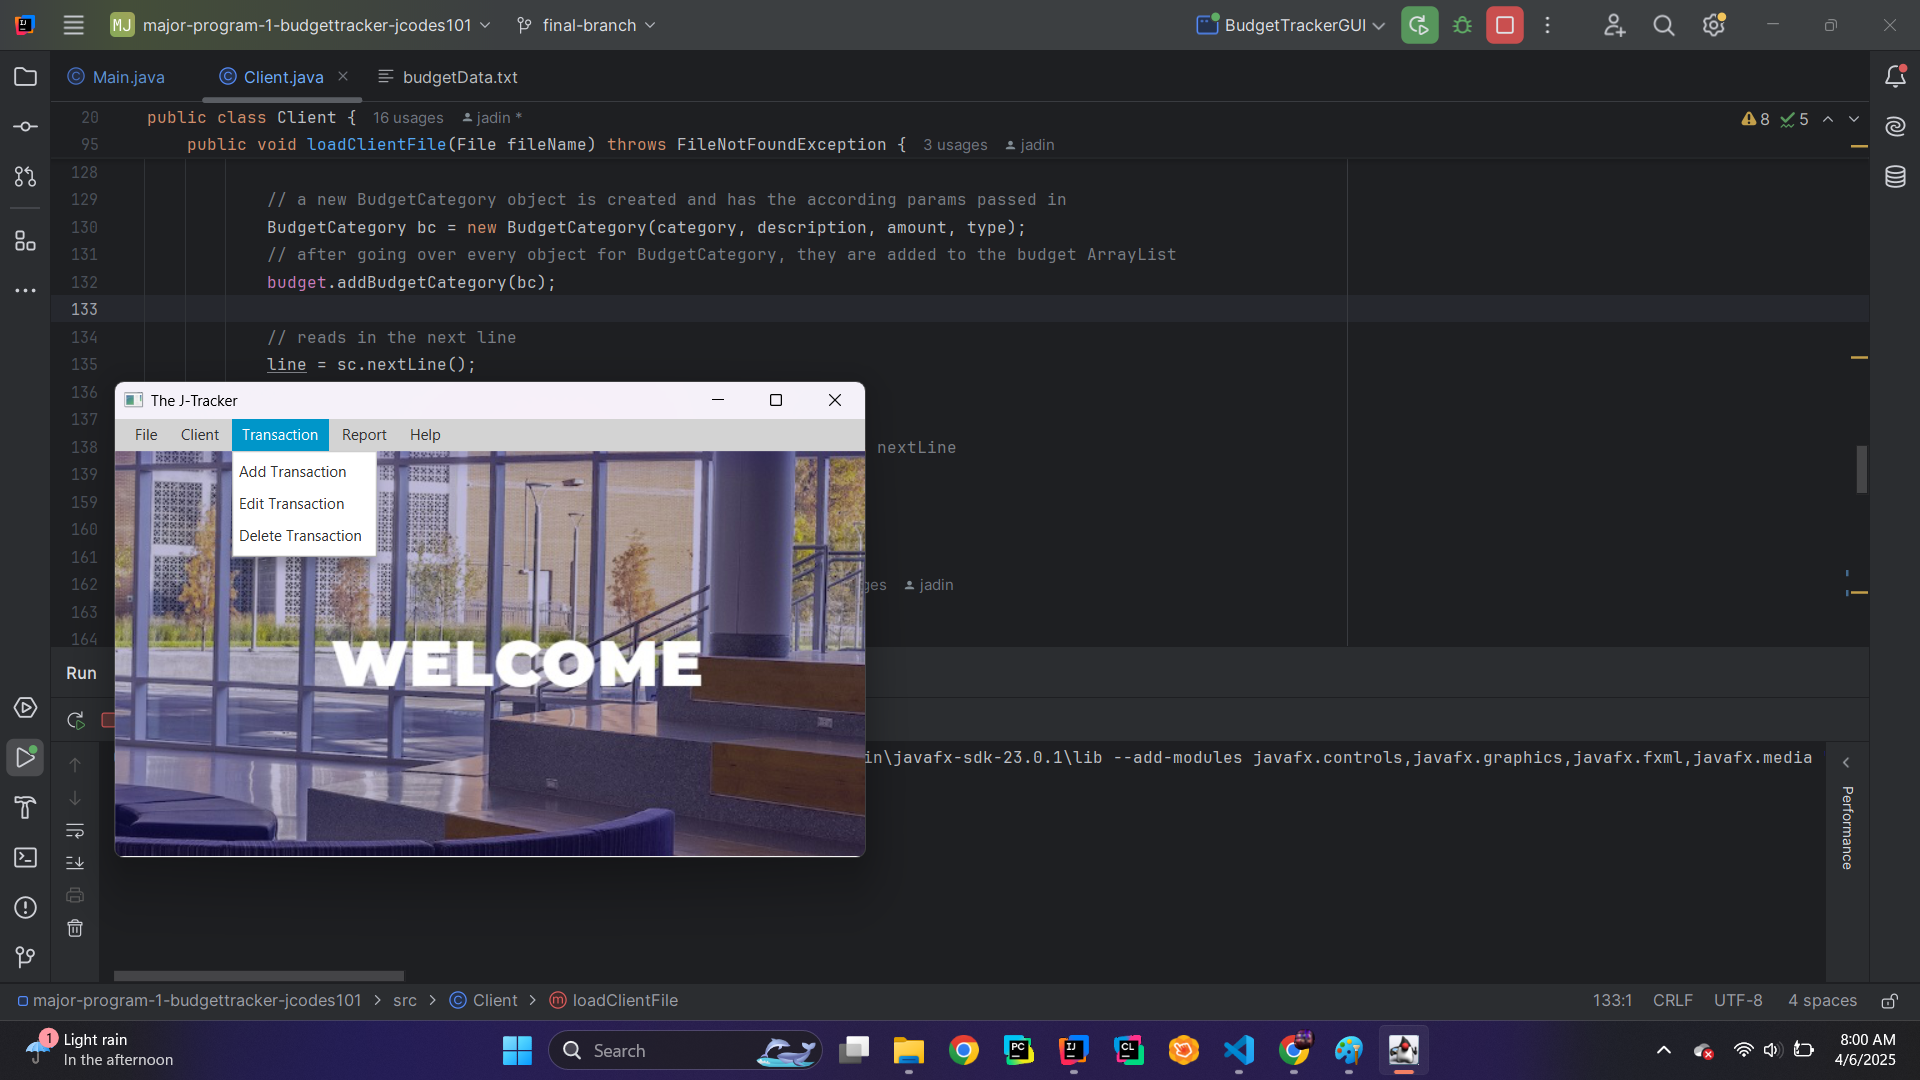 MJ major-program-1-budgettracker-jcodes101 final-branch BudgetTrackerGUI
Main.java Client.java budgetData.txt
20 public class Client { 16 usages jadin * 8 5
95 public void loadClientFile(File fileName) throws FileNotFoundException { 3 usages jadin
128
129 // a new BudgetCategory object is created and has the according params passed in
130 BudgetCategory bc = new BudgetCategory(category, description, amount, type);
131 // after going over every object for BudgetCategory, they are added to the budget ArrayList
132 budget.addBudgetCategory(bc);
133
134 // reads in the next line
135 line = sc.nextLine();
136
137
138 nextLine
139
159
160
161
162 ges jadin
163
164
The J-Tracker
File Client Transaction Report Help
Add Transaction
Edit Transaction
Delete Transaction
WELCOME
Run
in\javafx-sdk-23.0.1\lib --add-modules javafx.controls,javafx.graphics,javafx.fxml,javafx.media
Performance
major-program-1-budgettracker-jcodes101 > src > Client > loadClientFile 133:1 CRLF UTF-8 4 spaces
1 Light rain
In the afternoon
Search
PC IJ CL
8:00 AM
4/6/2025